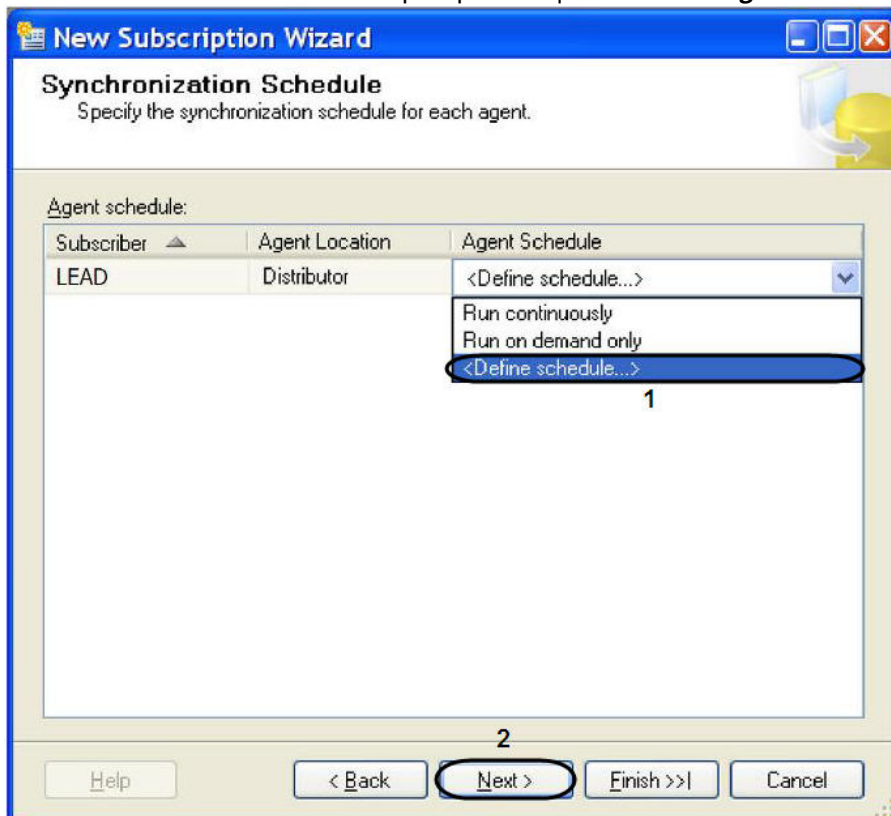 New Subscription Wizard
Synchronization Schedule
Specify the synchronization schedule for each agent.
Agent schedule:
Subscriber Agent Location Agent Schedule
LEAD Distributor <Define schedule...>
Run continuously
Run on demand only
<Define schedule...>
1
2
Help < Back Next > Finish >>| Cancel